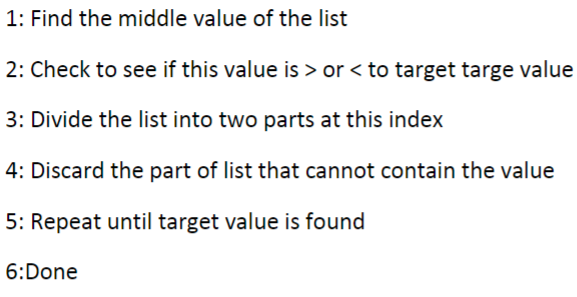 1: Find the middle value of the list
2: Check to see if this value is > or < to target targe value
3: Divide the list into two parts at this index
4: Discard the part of list that cannot contain the value
5: Repeat until target value is found
6:Done